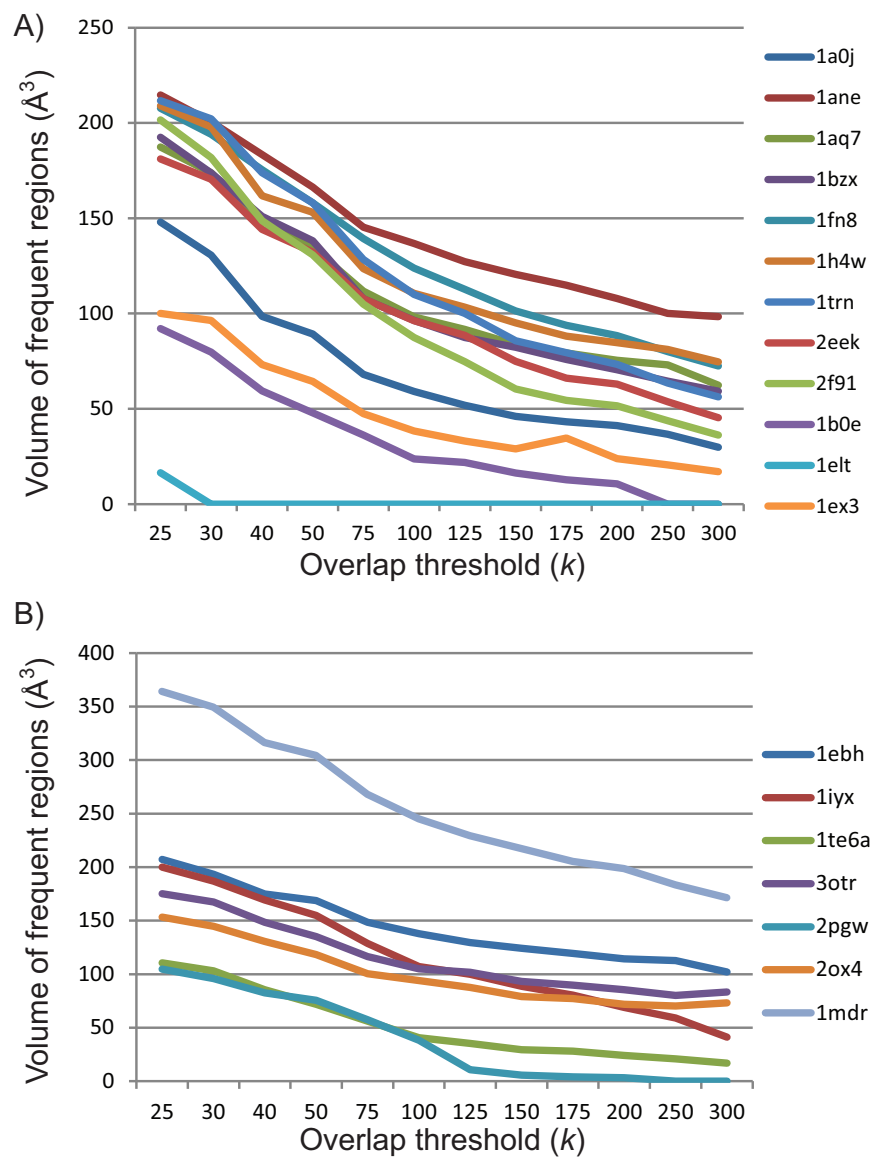 A)
Volume of frequent regions (Å³)
250
200
150
100
50
0
25 30 40 50 75 100 125 150 175 200 250 300
Overlap threshold (k)
1a0j
1ane
1aq7
1bzx
1fn8
1h4w
1trn
2eek
2f91
1b0e
1elt
1ex3
B)
Volume of frequent regions (Å³)
400
350
300
250
200
150
100
50
0
25 30 40 50 75 100 125 150 175 200 250 300
Overlap threshold (k)
1ebh
1iyx
1te6a
3otr
2pgw
2ox4
1mdr